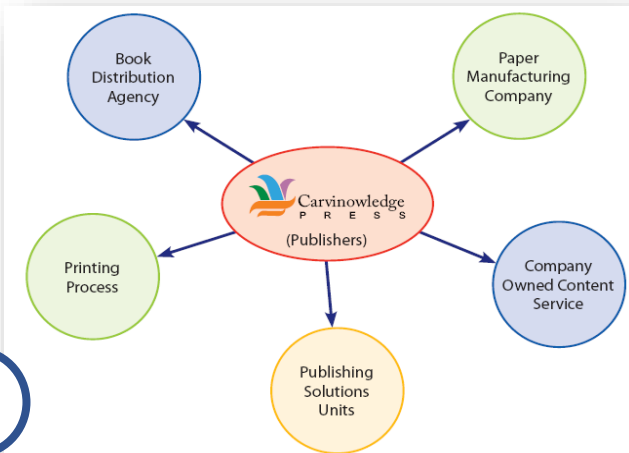 Book
Distribution
Agency
Paper
Manufacturing
Company
Carvinowledge
PRESS
(Publishers)
Printing
Process
Company
Owned Content
Service
Publishing
Solutions
Units